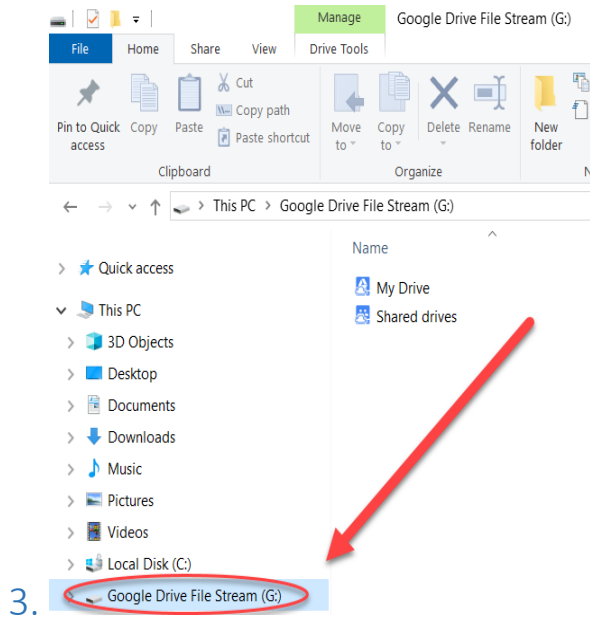 Manage Google Drive File Stream (G:)
File Home Share View Drive Tools
Pin to Quick access
Copy
Paste
Cut
Copy path
Paste shortcut
Move to
Copy to
Delete
Rename
New folder
Clipboard Organize N
This PC > Google Drive File Stream (G:)
Name
My Drive
Shared drives
Quick access
This PC
3D Objects
Desktop
Documents
Downloads
Music
Pictures
Videos
Local Disk (C:)
3. Google Drive File Stream (G:)